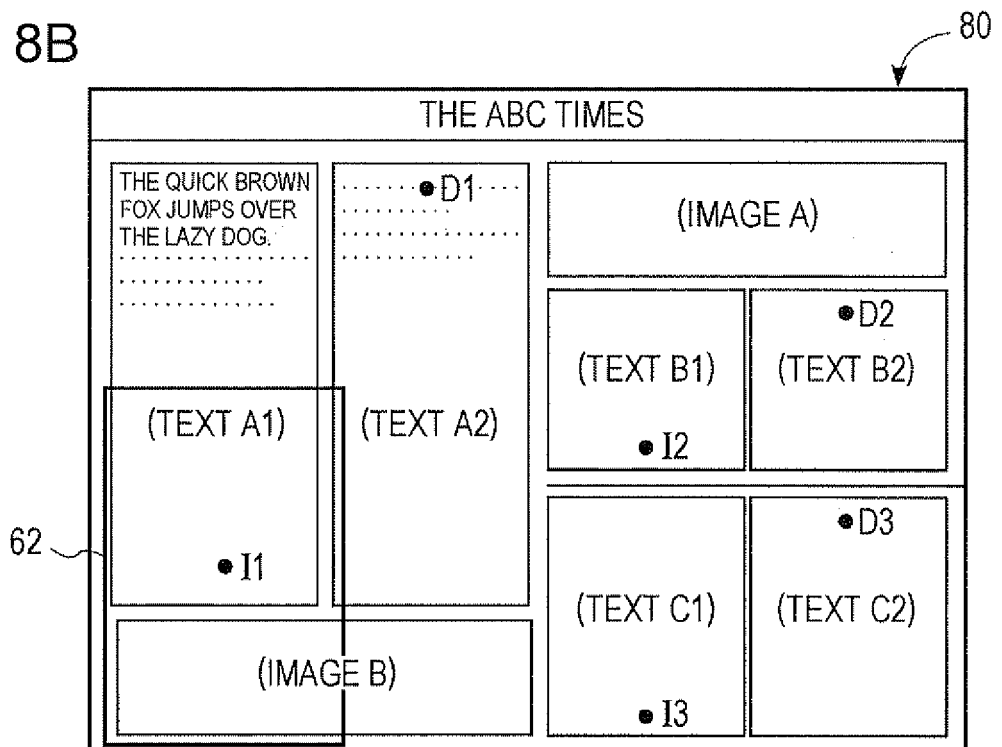 8B
80
THE ABC TIMES
THE QUICK BROWN
FOX JUMPS OVER
THE LAZY DOG.
D1
(IMAGE A)
D2
(TEXT B1)
(TEXT B2)
(TEXT A1)
(TEXT A2)
I2
62
I1
D3
(TEXT C1)
(TEXT C2)
(IMAGE B)
I3